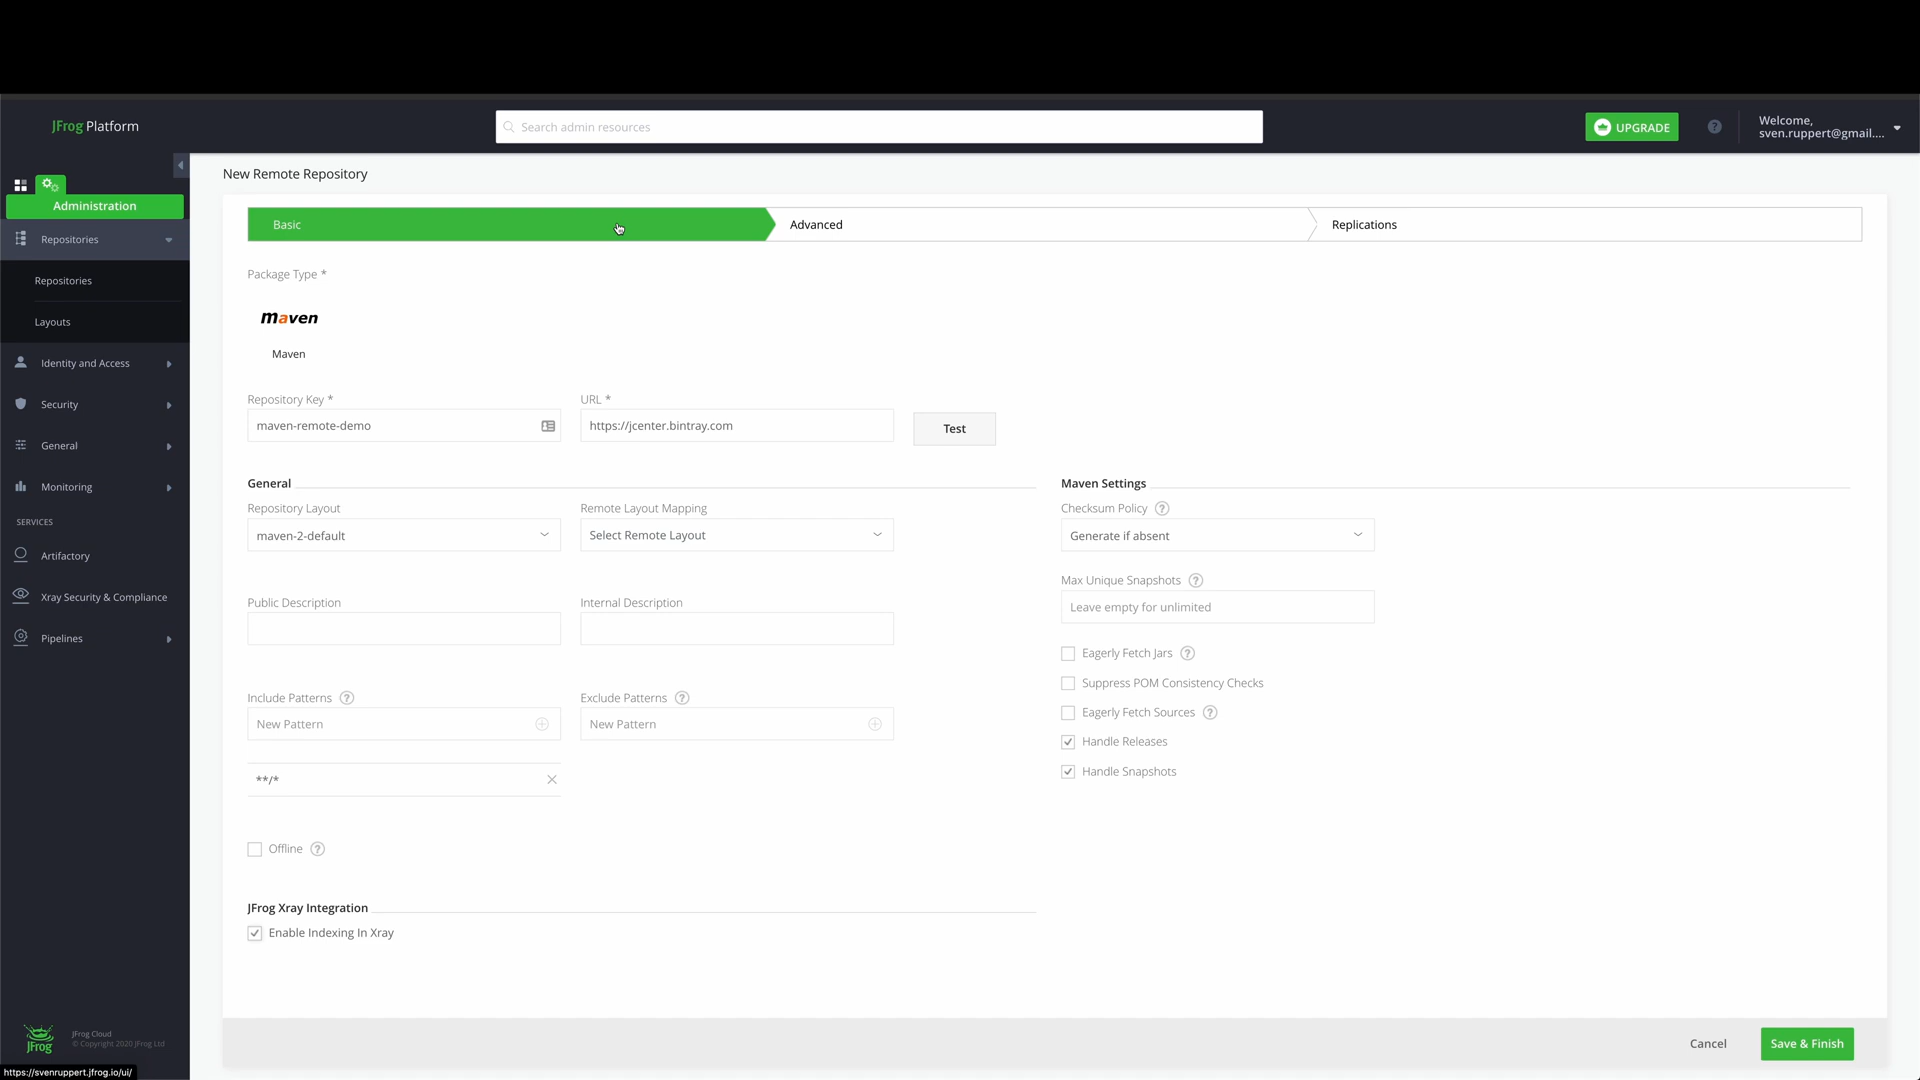 JFrog Platform
Search admin resources
UPGRADE
?
Welcome,
sven.ruppert@gmail....
New Remote Repository
Administration
Basic
Advanced
Replications
Repositories
Repositories
Layouts
Identity and Access
Security
General
Monitoring
SERVICES
Artifactory
Xray Security & Compliance
Pipelines
Package Type *
maven
Maven
Repository Key *
URL *
maven-remote-demo
https://jcenter.bintray.com
Test
General
Maven Settings
Repository Layout
Remote Layout Mapping
Checksum Policy ?
maven-2-default
Select Remote Layout
Generate if absent
Max Unique Snapshots ?
Leave empty for unlimited
Public Description
Internal Description
Eagerly Fetch Jars ?
Suppress POM Consistency Checks
Include Patterns ?
Exclude Patterns ?
Eagerly Fetch Sources ?
New Pattern
New Pattern
Handle Releases
Handle Snapshots
**/*
Offline ?
JFrog Xray Integration
Enable Indexing In Xray
JFrog
JFrog Cloud
© Copyright 2020 JFrog Ltd
Cancel
Save & Finish
https://svenruppert.jfrog.io/ui/